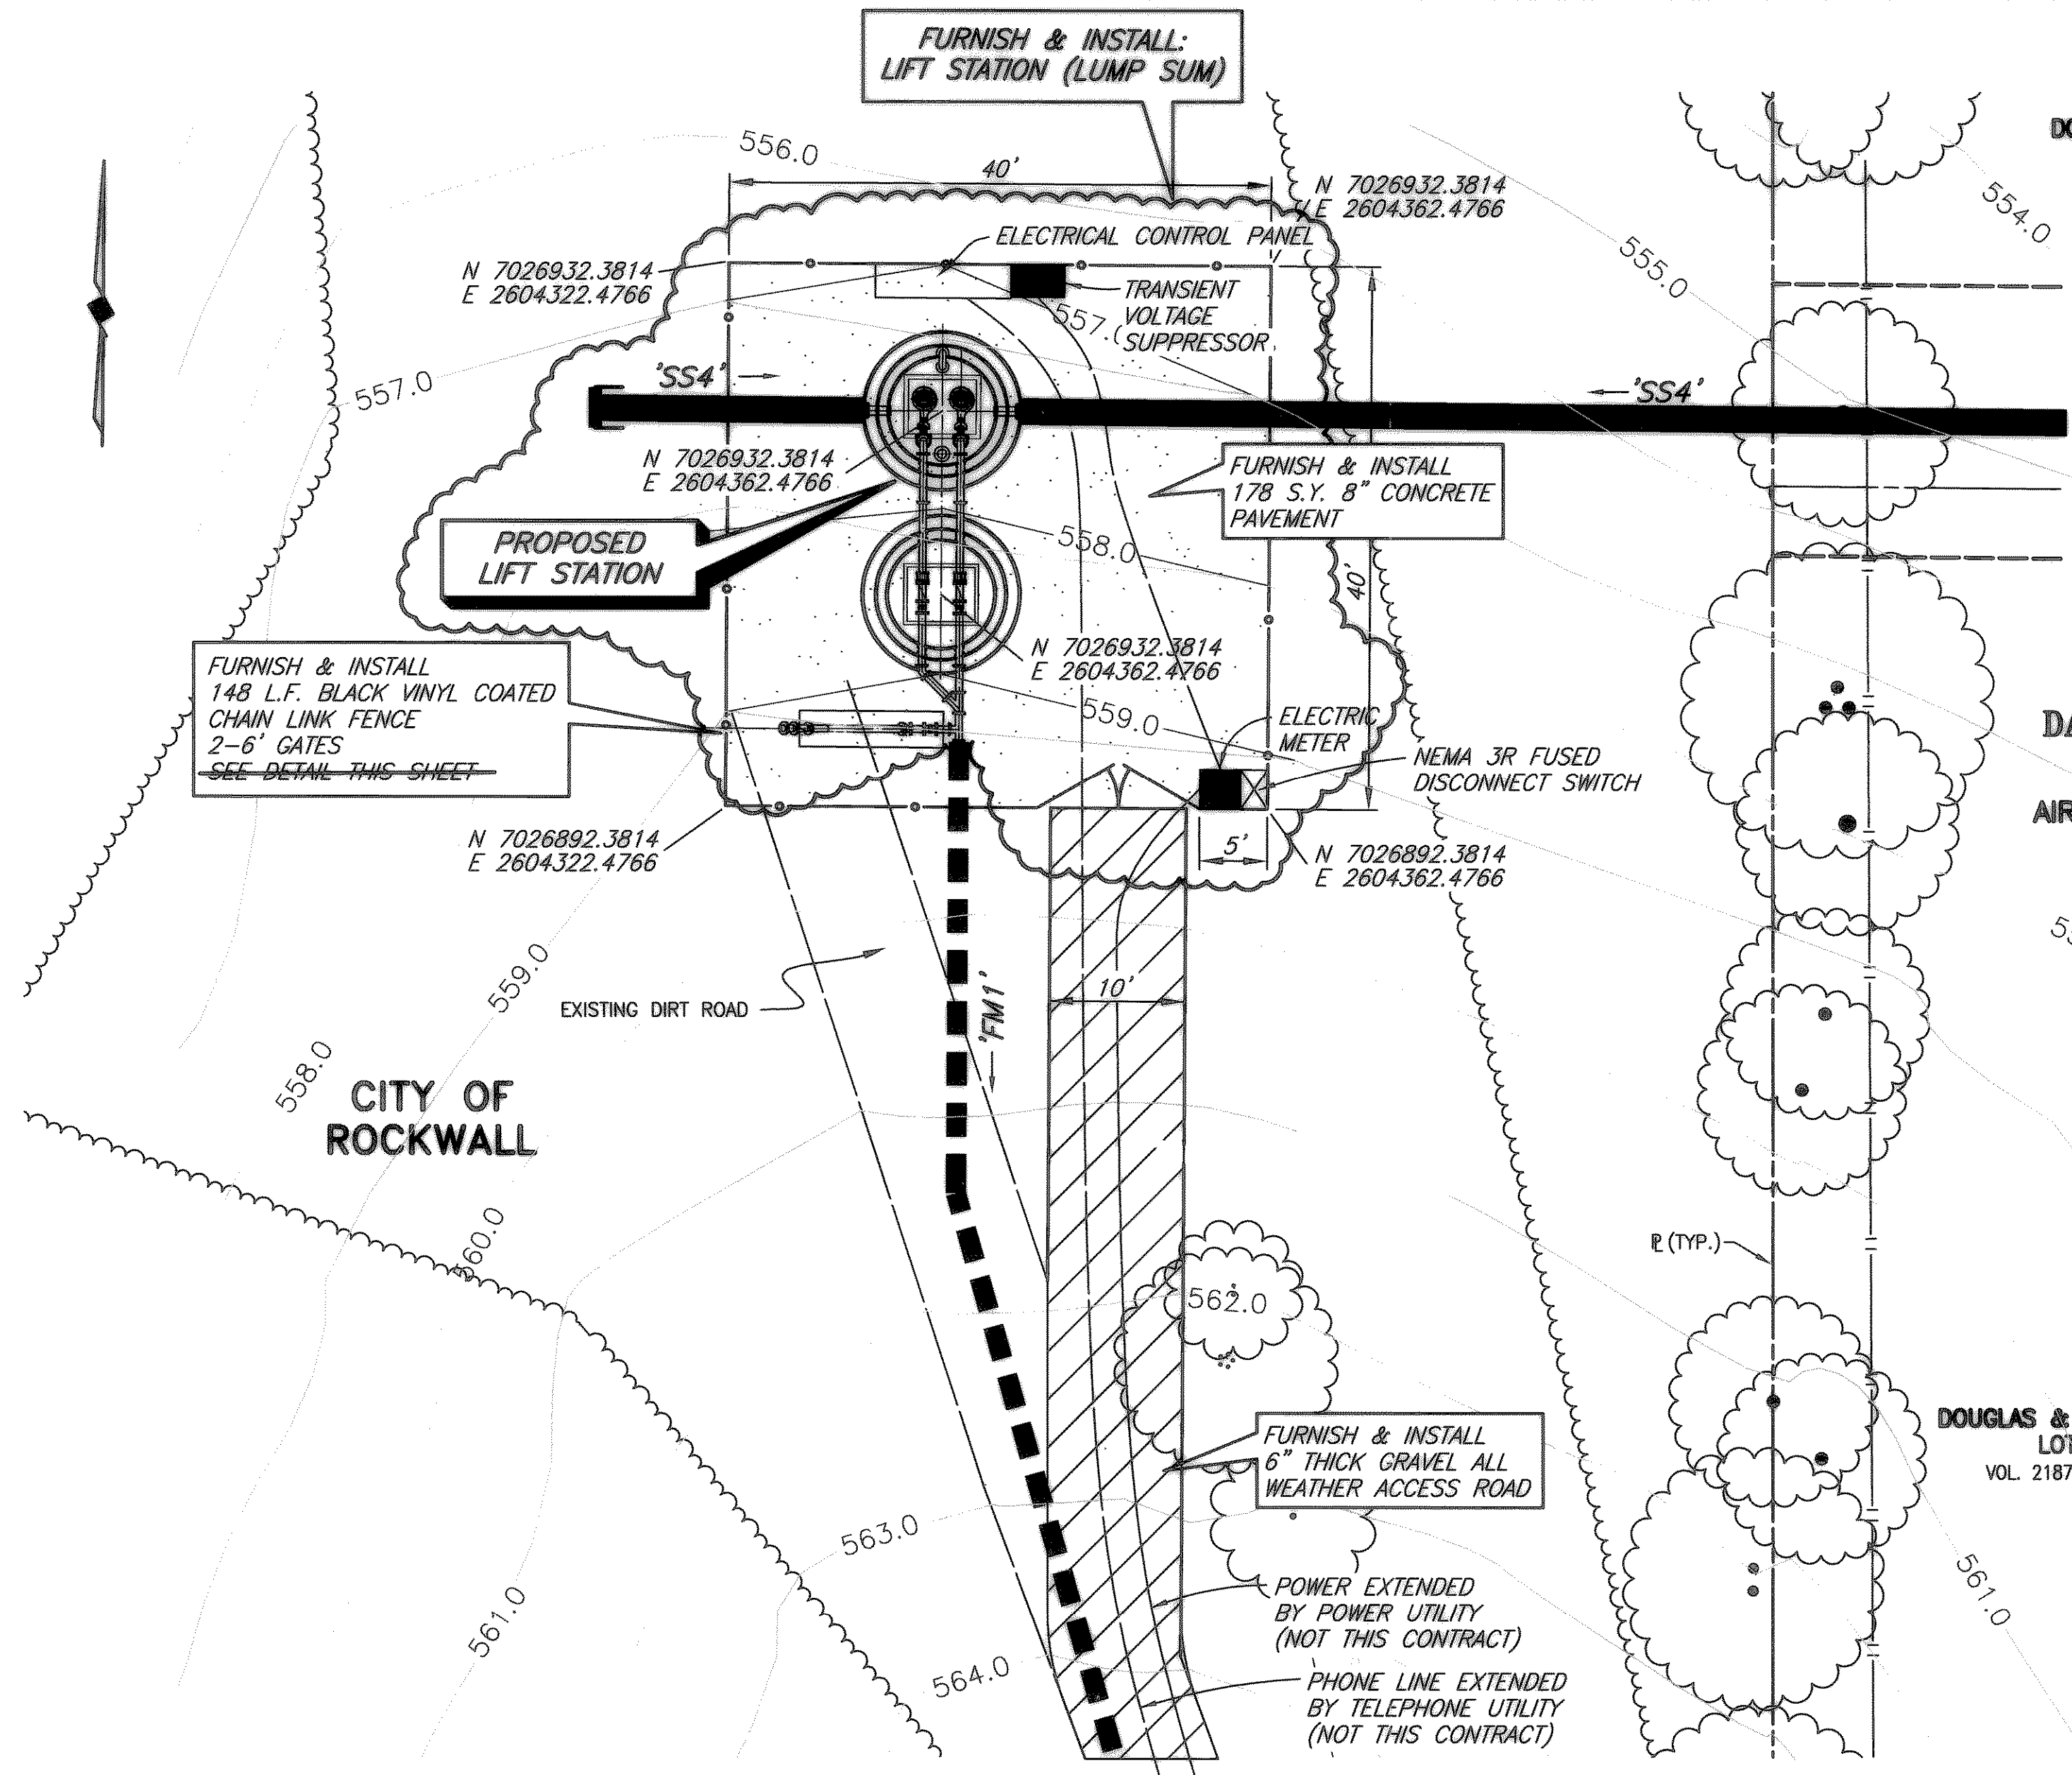 FURNISH & INSTALL:
LIFT STATION (LUMP SUM)
556.0
40'
N 7026932.3814
E 2604362.4766
554.0
555.0
ELECTRICAL CONTROL PANEL
N 7026932.3814
E 2604322.4766
TRANSIENT
VOLTAGE
SUPPRESSOR
557.0
'SS4'
'SS4'
N 7026932.3814
E 2604362.4766
FURNISH & INSTALL
178 S.Y. 8" CONCRETE
PAVEMENT
PROPOSED
LIFT STATION
558.0
40'
N 7026932.3814
E 2604362.4766
FURNISH & INSTALL
148 L.F. BLACK VINYL COATED
CHAIN LINK FENCE
2-6' GATES
SEE DETAIL THIS SHEET
559.0
ELECTRIC
METER
NEMA 3R FUSED
DISCONNECT SWITCH
AIR
N 7026892.3814
E 2604322.4766
5'
N 7026892.3814
E 2604362.4766
559.0
10'
EXISTING DIRT ROAD
'FM1'
558.0
CITY OF
ROCKWALL
560.0
℄ (TYP.)
562.0
DOUGLAS &
LOT
VOL. 2187
FURNISH & INSTALL
6" THICK GRAVEL ALL
WEATHER ACCESS ROAD
563.0
561.0
561.0
POWER EXTENDED
BY POWER UTILITY
(NOT THIS CONTRACT)
564.0
PHONE LINE EXTENDED
BY TELEPHONE UTILITY
(NOT THIS CONTRACT)